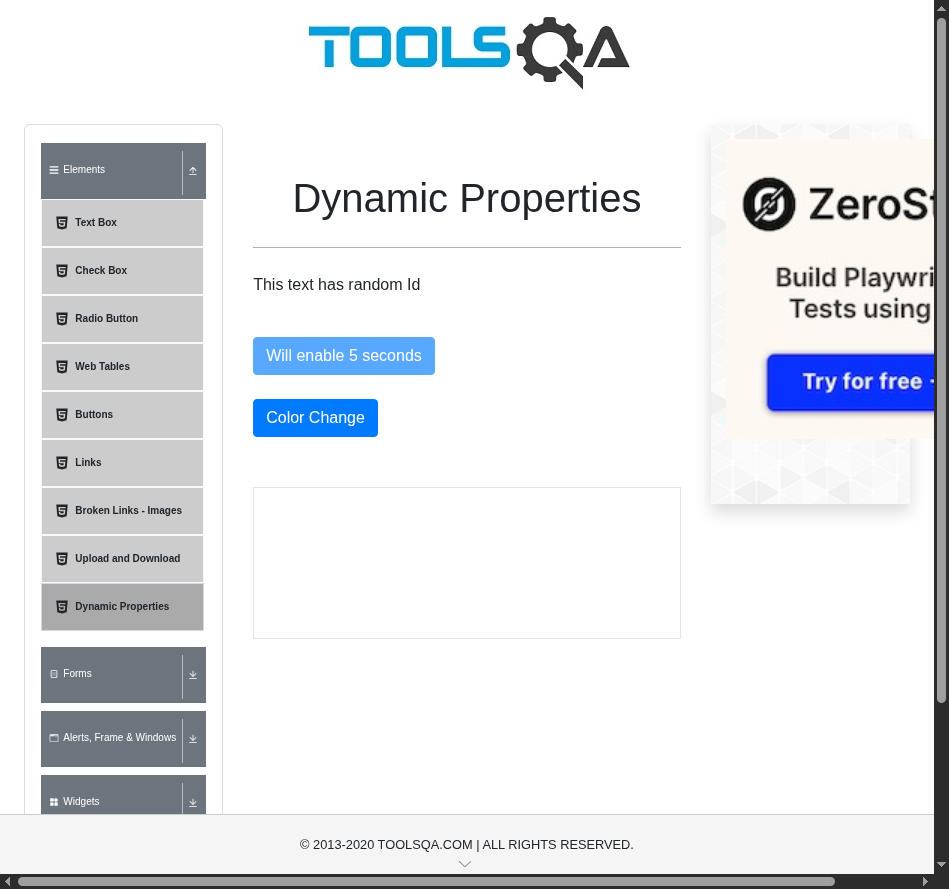 TOOLSQA
Elements
Text Box
Check Box
Radio Button
Web Tables
Buttons
Links
Broken Links - Images
Upload and Download
Dynamic Properties
Forms
Alerts, Frame & Windows
Widgets
Dynamic Properties
This text has random Id
Will enable 5 seconds
Color Change
Build Playwri
Tests using
Try for free
© 2013-2020 TOOLSQA.COM | ALL RIGHTS RESERVED.